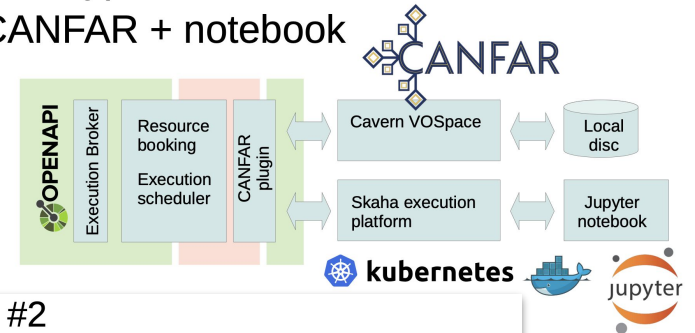 CANFAR + notebook
CANFAR
OPENAPI
Execution Broker
Resource
booking
Execution
scheduler
CANFAR
plugin
Cavern VOSpace
Local
disc
Skaha execution
platform
Jupyter
notebook
kubernetes
jupyter
#2